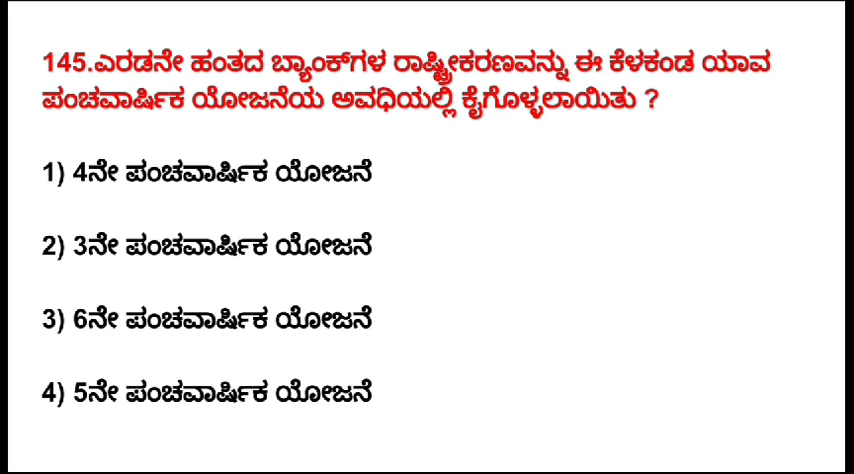 145.ಎರಡನೇ ಹಂತದ ಬ್ಯಾಂಕ್‌ಗಳ ರಾಷ್ಟ್ರೀಕರಣವನ್ನು ಈ ಕೆಳಕಂಡ ಯಾವ
ಪಂಚವಾರ್ಷಿಕ ಯೋಜನೆಯ ಅವಧಿಯಲ್ಲಿ ಕೈಗೊಳ್ಳಲಾಯಿತು ?
1) 4ನೇ ಪಂಚವಾರ್ಷಿಕ ಯೋಜನೆ
2) 3ನೇ ಪಂಚವಾರ್ಷಿಕ ಯೋಜನೆ
3) 6ನೇ ಪಂಚವಾರ್ಷಿಕ ಯೋಜನೆ
4) 5ನೇ ಪಂಚವಾರ್ಷಿಕ ಯೋಜನೆ